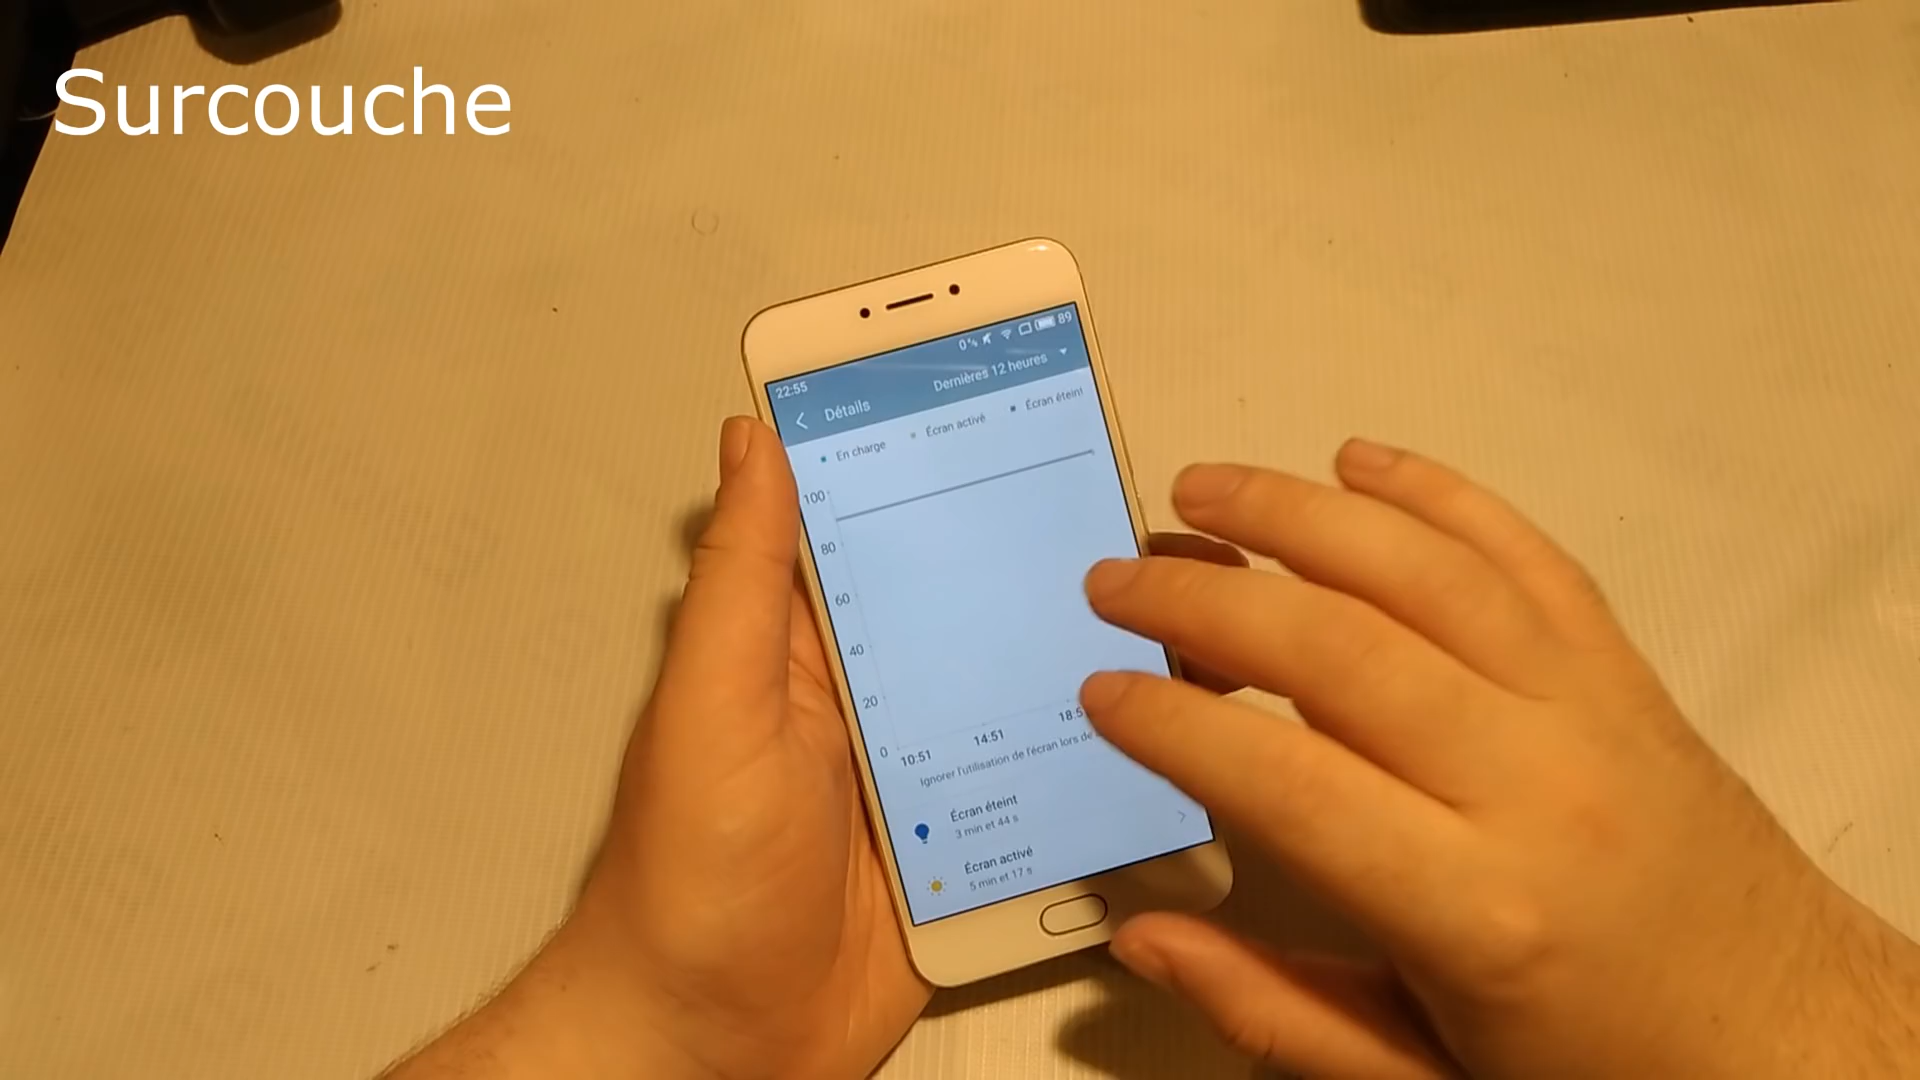 Surcouche
0% 89
22:55
Dernières 12 heures
Détails
En charge
Écran activé
Écran éteint
100
80
60
40
20
0
10:51
14:51
18:5
Ignorer l'utilisation de l'écran lors de
Écran éteint
3 min et 44 s
Écran activé
5 min et 17 s